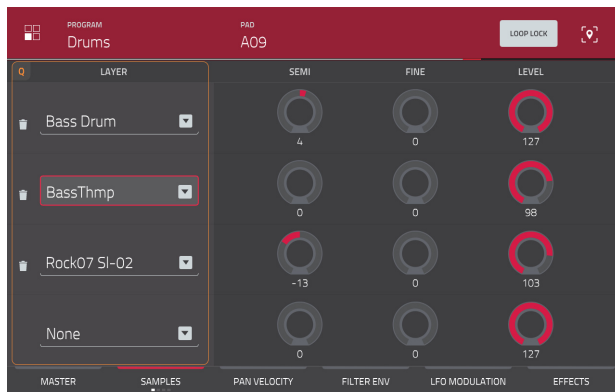 PROGRAM PAD
Drums A09 LOOP LOCK
Q LAYER SEMI FINE LEVEL
Bass Drum
4 0 127
BassThmp
0 0 98
Rock07 Sl-02
-13 0 103
None
0 0 127
MASTER SAMPLES PAN VELOCITY FILTER ENV LFO MODULATION EFFECTS